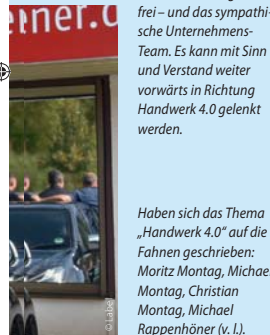 einer.c
frei – und das sympathi-
sche Unternehmens-
Team. Es kann mit Sinn
und Verstand weiter
vorwärts in Richtung
Handwerk 4.0 gelenkt
werden.
Haben sich das Thema
„Handwerk 4.0“ auf die
Fahnen geschrieben:
Moritz Montag, Michael
Montag, Christian
Montag, Michael
Rappenhöner (v. l.).
© Label